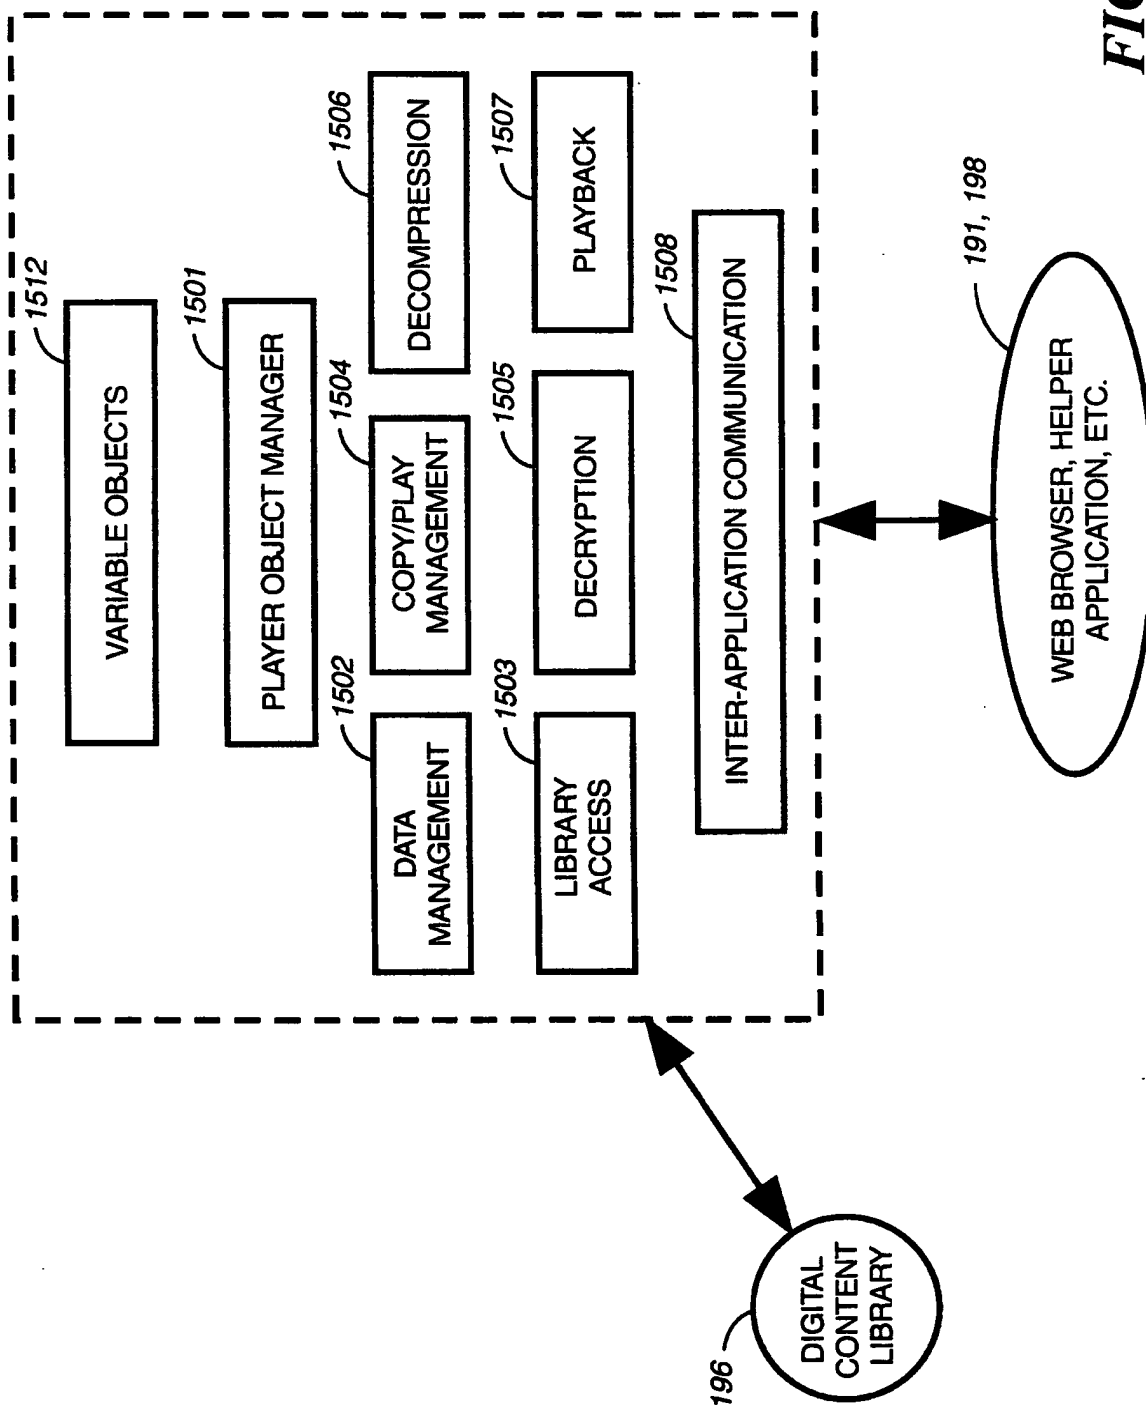 1512
VARIABLE OBJECTS
1501
PLAYER OBJECT MANAGER
1502
DATA
MANAGEMENT
1504
COPY/PLAY
MANAGEMENT
1506
DECOMPRESSION
1503
LIBRARY
ACCESS
1505
DECRYPTION
1507
PLAYBACK
1508
INTER-APPLICATION COMMUNICATION
196
DIGITAL
CONTENT
LIBRARY
191, 198
WEB BROWSER, HELPER
APPLICATION, ETC.